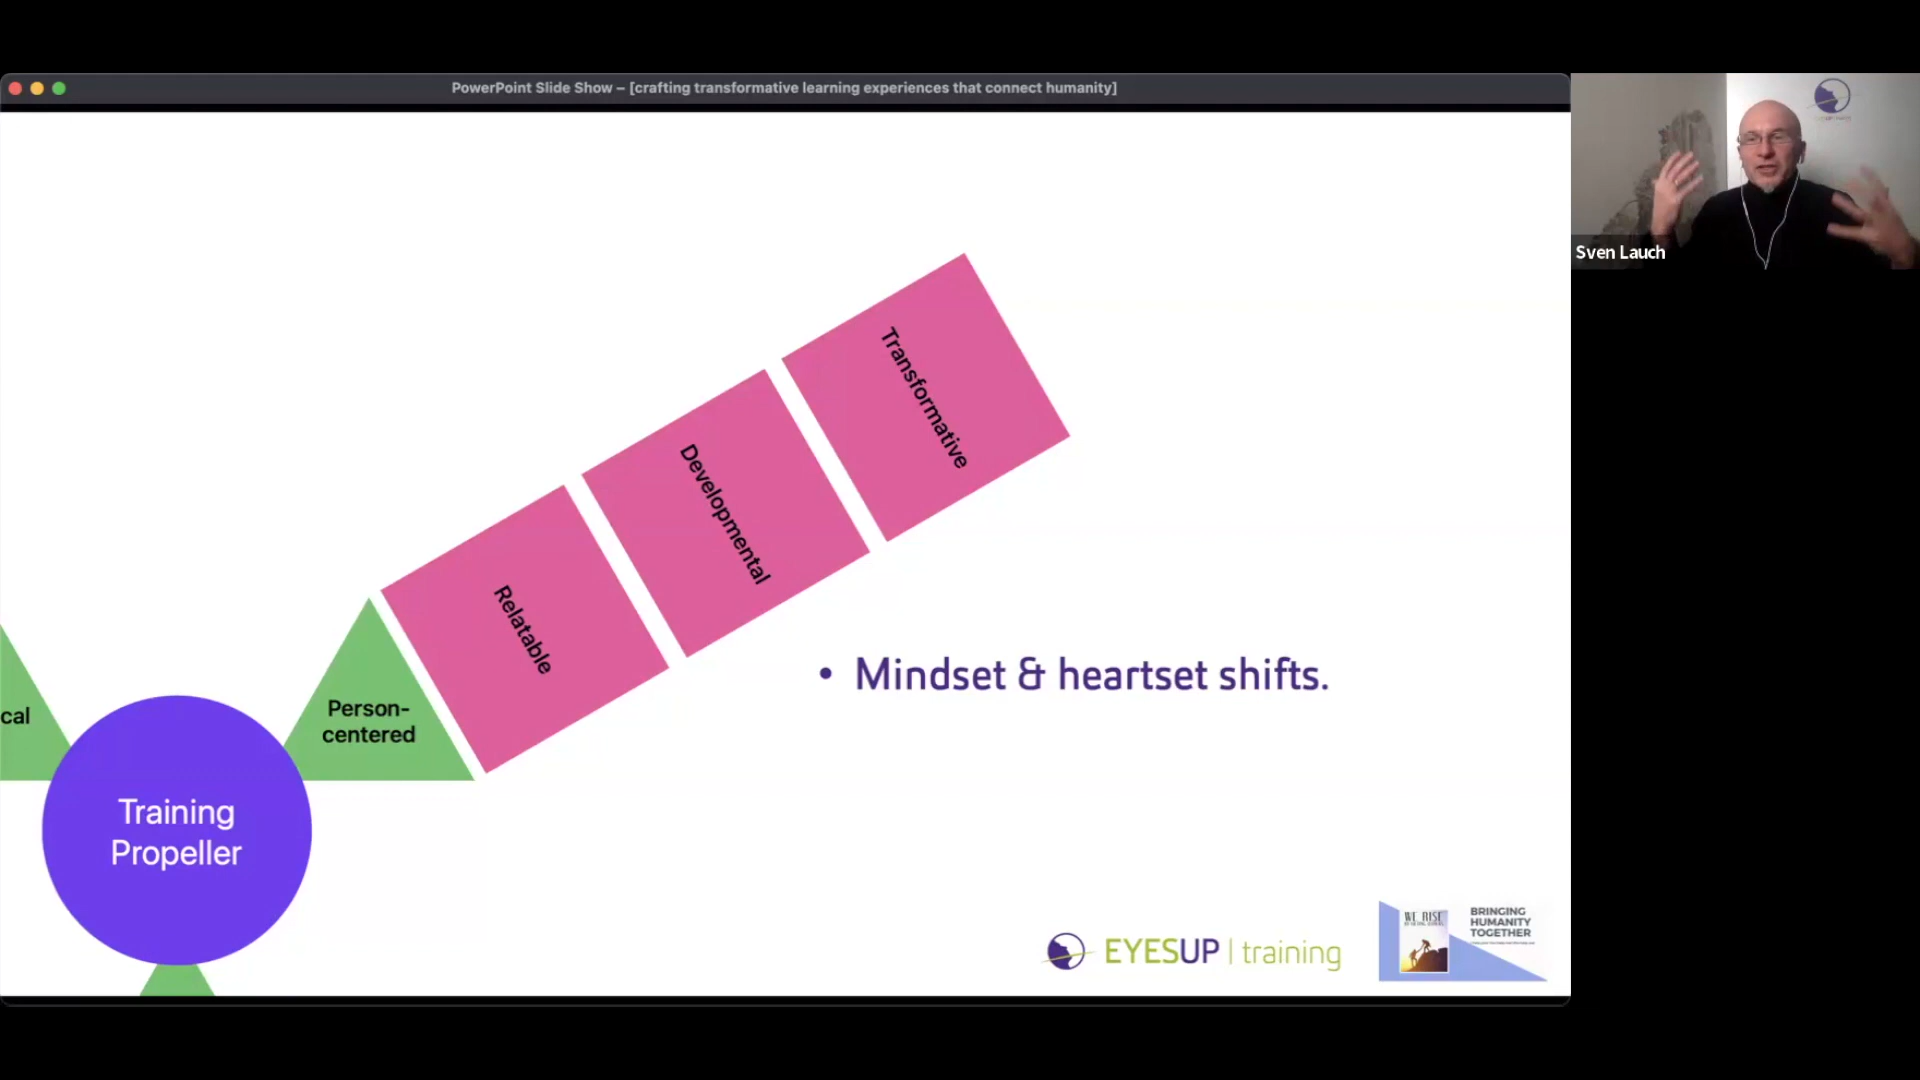 PowerPoint Slide Show – [crafting transformative learning experiences that connect humanity]
Sven Lauch
Transformative
Developmental
Relatable
• Mindset & heartset shifts.
cal
Person-
centered
Training
Propeller
EYESUP | training
WE RISE
BRINGING
HUMANITY
TOGETHER